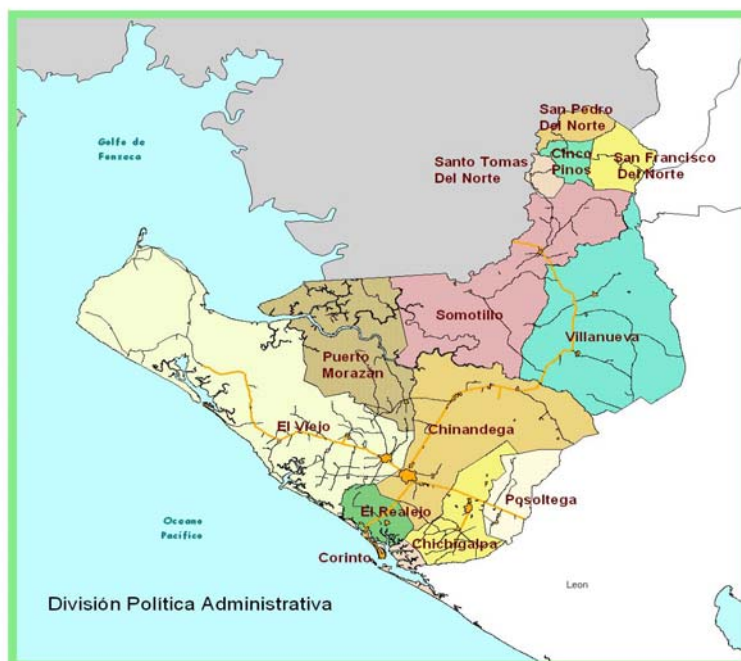 Golfo de
Fonseca
San Pedro
Del Norte
Cinco
Pinos
San Francisco
Del Norte
Santo Tomas
Del Norte
Somotillo
Villanueva
Puerto
Morazán
El Viejo
Chinandega
Posoltega
El Realejo
Chichigalpa
Corinto
Oceano
Pacífico
Leon
División Política Administrativa